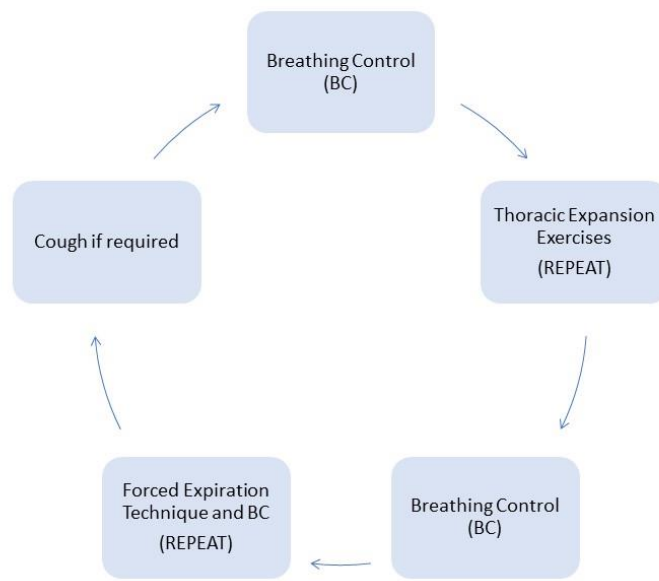 Breathing Control
(BC)
Thoracic Expansion
Exercises
(REPEAT)
Breathing Control
(BC)
Forced Expiration
Technique and BC
(REPEAT)
Cough if required